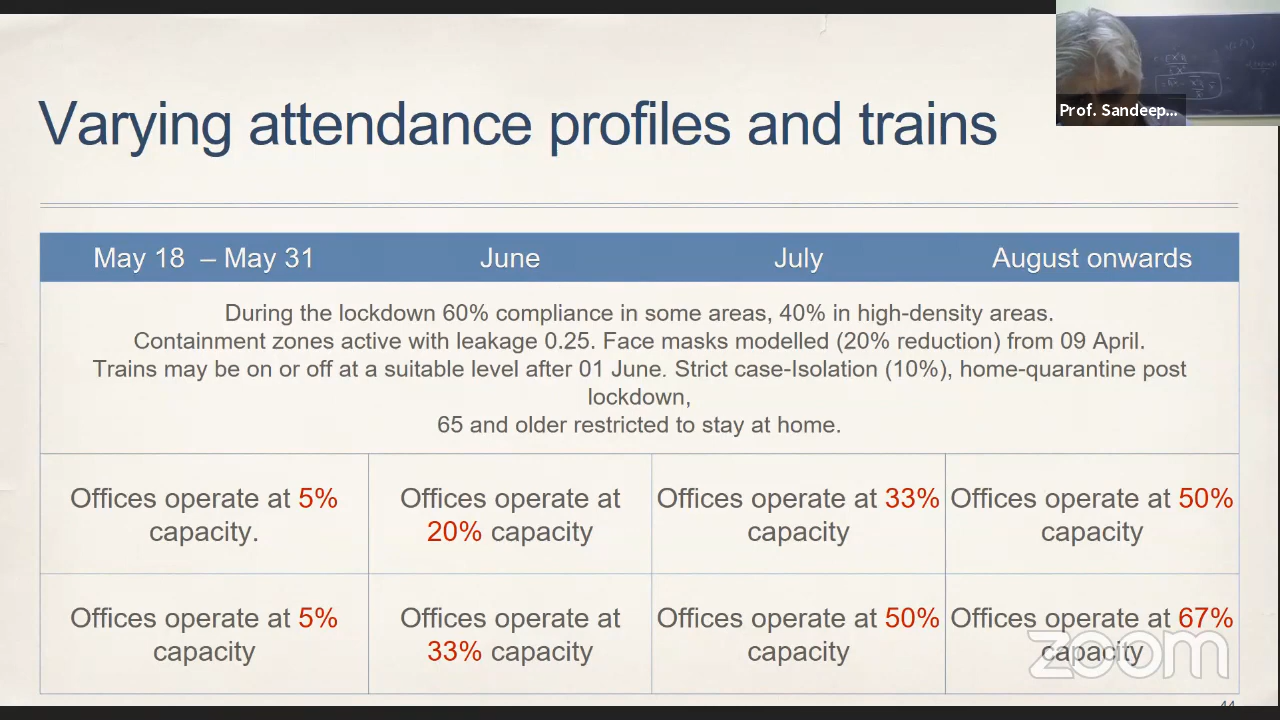 Prof. Sandeep...
Varying attendance profiles and trains
May 18 – May 31
June
July
August onwards
During the lockdown 60% compliance in some areas, 40% in high-density areas.
Containment zones active with leakage 0.25. Face masks modelled (20% reduction) from 09 April.
Trains may be on or off at a suitable level after 01 June. Strict case-Isolation (10%), home-quarantine post
lockdown,
65 and older restricted to stay at home.
Offices operate at 5%
capacity.
Offices operate at
20% capacity
Offices operate at 33%
capacity
Offices operate at 50%
capacity
Offices operate at 5%
capacity
Offices operate at
33% capacity
Offices operate at 50%
capacity
Offices operate at 67%
capacity
zoom